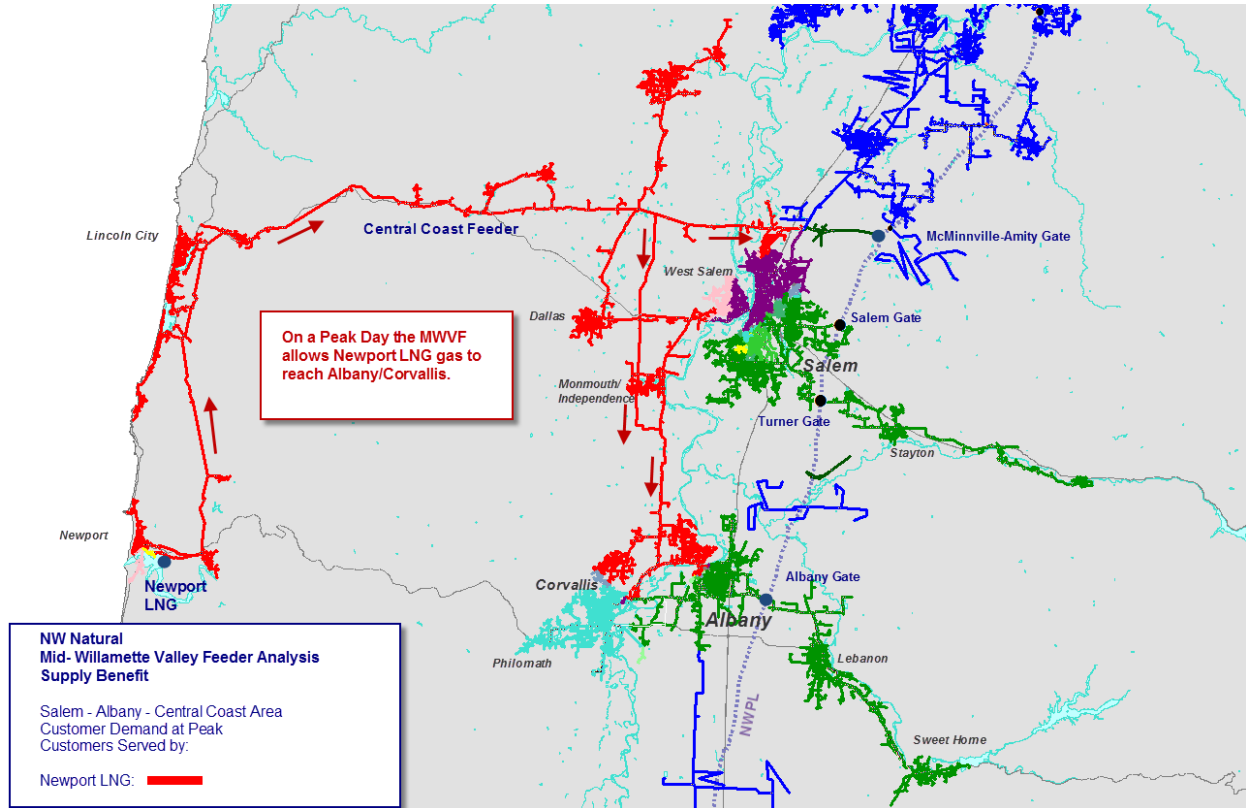 Lincoln City
Central Coast Feeder
McMinnville-Amity Gate
West Salem
Dallas
Salem Gate
On a Peak Day the MWVF
allows Newport LNG gas to
reach Albany/Corvallis.
Salem
Monmouth/
Independence
Turner Gate
Stayton
Newport
Newport
LNG
Corvallis
Albany Gate
Albany
Philomath
Lebanon
NWPL
Sweet Home
NW Natural
Mid- Willamette Valley Feeder Analysis
Supply Benefit
Salem - Albany - Central Coast Area
Customer Demand at Peak
Customers Served by:
Newport LNG: